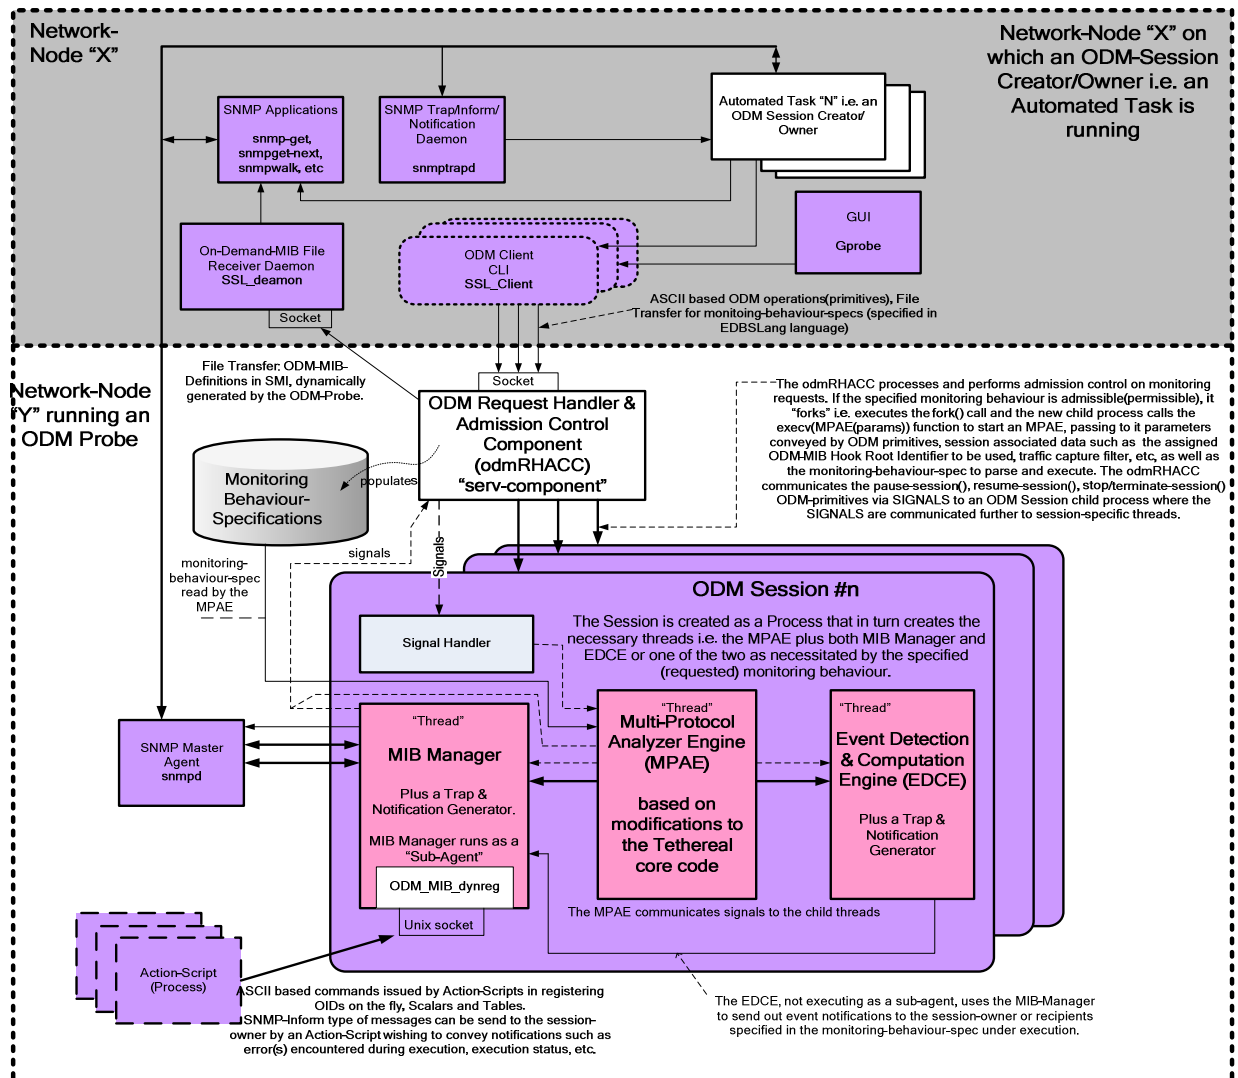 Network-
Node “X”
Network-Node “X” on
which an ODM-Session
Creator/Owner i.e. an
Automated Task is
running
SNMP Applications
snmp-get,
snmpget-next,
snmpwalk, etc
SNMP Trap/Inform/
Notification
Daemon
snmptrapd
Automated Task “N” i.e. an
ODM Session Creator/
Owner
GUI
Gprobe
On-Demand-MIB File
Receiver Daemon
SSL_deamon
Socket
ODM Client
CLI
SSL_Client
ASCII based ODM operations(primitives), File
Transfer for monitoing-behaviour-specs (specified in
EDBSLang language)
File Transfer: ODM-MIB-
Definitions in SMI, dynamically
generated by the ODM-Probe.
Network-Node
“Y” running an
ODM Probe
Socket
ODM Request Handler &
Admission Control
Component
(odmRHACC)
“serv-component”
The odmRHACC processes and performs admission control on monitoring
requests. If the specified monitoring behaviour is admissible(permissible), it
“forks” i.e. executes the fork() call and the new child process calls the
execv(MPAE(params)) function to start an MPAE, passing to it parameters
conveyed by ODM primitives, session associated data such as the assigned
ODM-MIB Hook Root Identifier to be used, traffic capture filter, etc, as well as
the monitoring-behaviour-spec to parse and execute. The odmRHACC
communicates the pause-session(), resume-session(), stop/terminate-session()
ODM-primitives via SIGNALS to an ODM Session child process where the
SIGNALS are communicated further to session-specific threads.
Monitoring
Behaviour-
Specifications
populates
signals
Signals
monitoring-
behaviour-spec
read by the
MPAE
ODM Session #n
The Session is created as a Process that in turn creates the
necessary threads i.e. the MPAE plus both MIB Manager and
EDCE or one of the two as necessitated by the specified
(requested) monitoring behaviour.
Signal Handler
SNMP Master
Agent
snmpd
“Thread”
MIB Manager
Plus a Trap &
Notification Generator.
MIB Manager runs as a
“Sub-Agent”
ODM_MIB_dynreg
Unix socket
“Thread”
Multi-Protocol
Analyzer Engine
(MPAE)
based on
modifications to
the Tethereal
core code
“Thread”
Event Detection
& Computation
Engine (EDCE)
Plus a Trap &
Notification
Generator
The MPAE communicates signals to the child threads
Action-Script
(Process)
ASCII based commands issued by Action-Scripts in registering
OIDs on the fly, Scalars and Tables.
SNMP-Inform type of messages can be send to the session-
owner by an Action-Script wishing to convey notifications such as
error(s) encountered during execution, execution status, etc.
The EDCE, not executing as a sub-agent, uses the MIB-Manager
to send out event notifications to the session-owner or recipients
specified in the monitoring-behaviour-spec under execution.